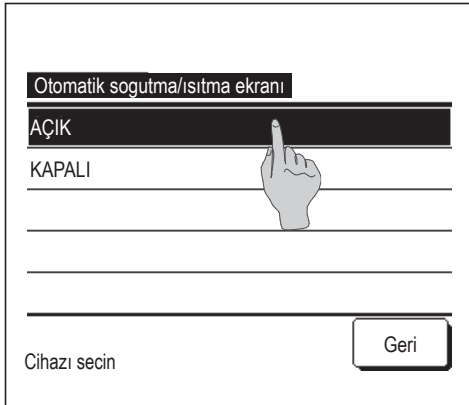 Otomatik sogutma/ısıtma ekranı
AÇIK
KAPALI
Geri
Cihazı secin